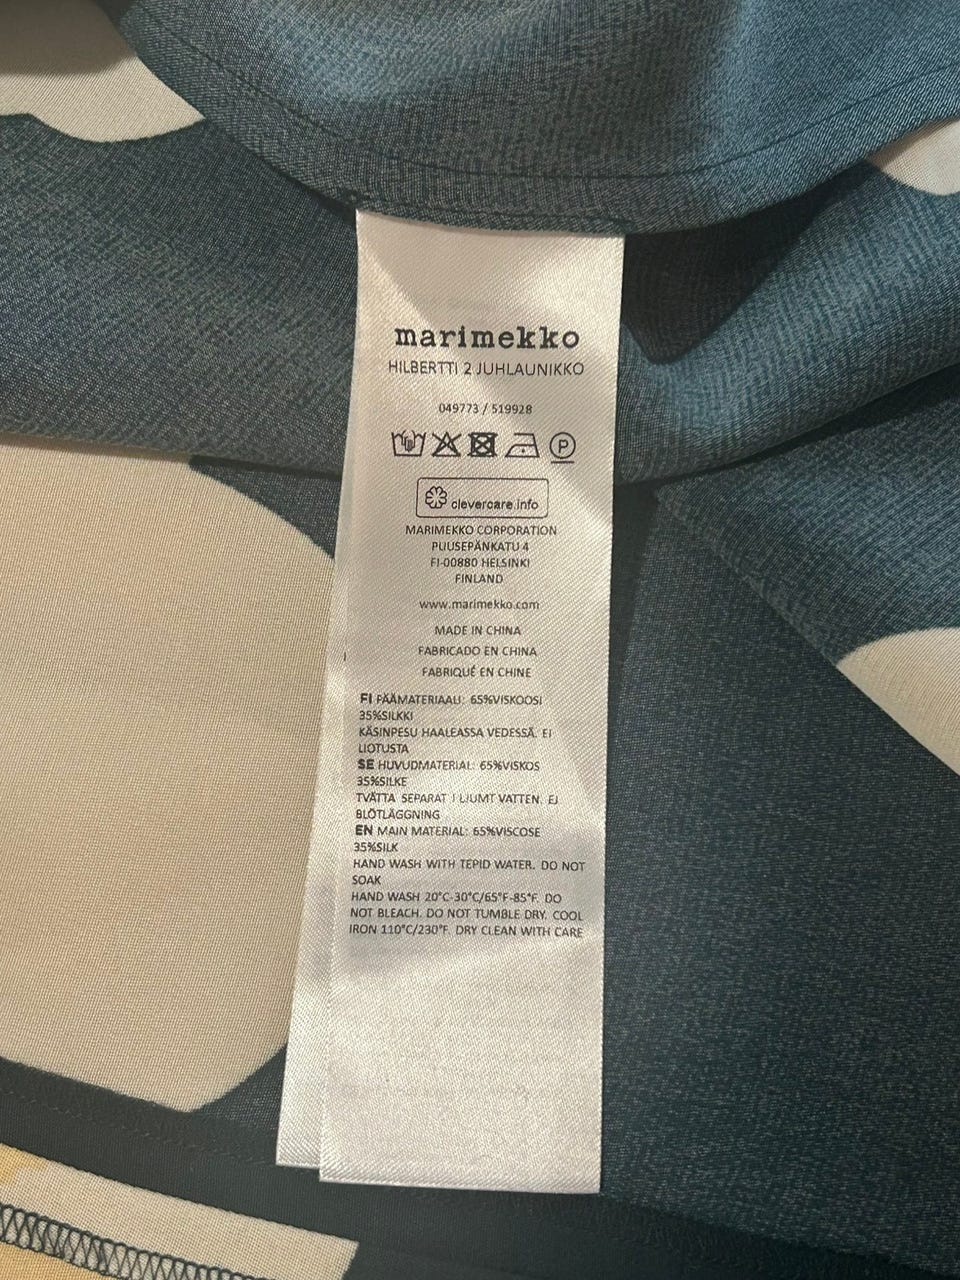 marimekko
HILBERTTI 2 JUHLAUNIKKO
049773 / 519928
P
clevercare.info
MARIMEKKO CORPORATION
PUUSEPÄNKATU 4
FI-00880 HELSINKI
FINLAND
www.marimekko.com
MADE IN CHINA
FABRICADO EN CHINA
FABRIQUÉ EN CHINE
FI PÄÄMATERIAALI: 65%VISKOOSI
35%SILKKI
KÄSINPESU HAALEASSA VEDESSÄ. EI
LIOTUSTA
SE HUVUDMATERIAL: 65%VISKOS
35%SILKE
TVÄTTA SEPARAT I LJUMT VATTEN. EJ
BLÖTLÄGGNING
EN MAIN MATERIAL: 65%VISCOSE
35%SILK
HAND WASH WITH TEPID WATER. DO NOT
SOAK
HAND WASH 20°C-30°C/65°F-85°F. DO
NOT BLEACH. DO NOT TUMBLE DRY. COOL
IRON 110°C/230°F. DRY CLEAN WITH CARE